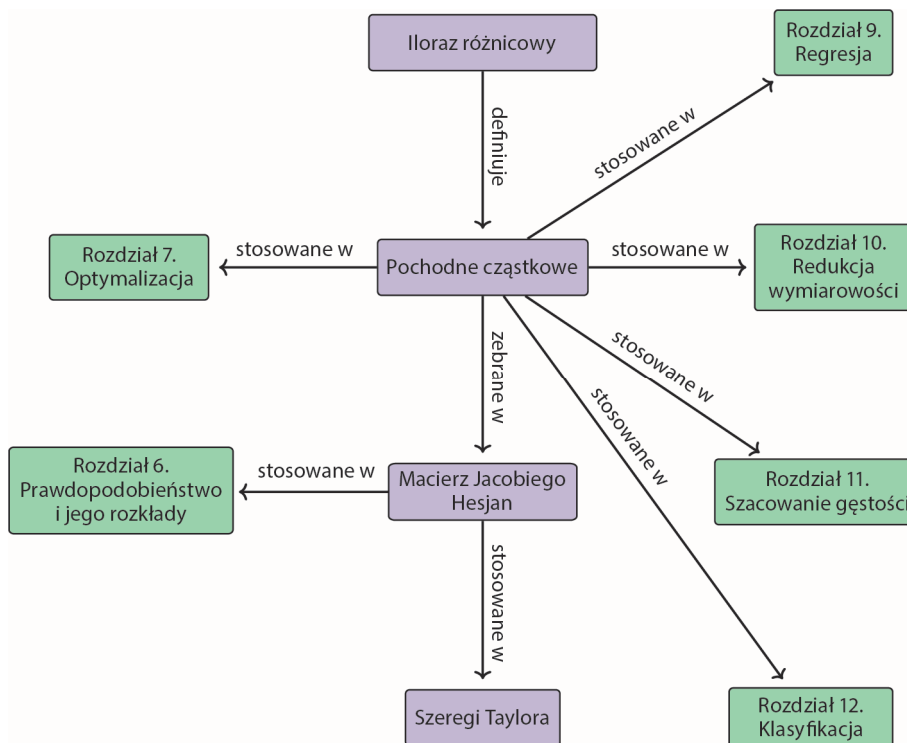 Iloraz różnicowy
Rozdział 9.
Regresja
definiuje
stosowane w
Rozdział 7.
Optymalizacja
stosowane w
Pochodne cząstkowe
stosowane w
Rozdział 10.
Redukcja
wymiarowości
zebrane w
stosowane w
stosowane w
Rozdział 6.
Prawdopodobieństwo
i jego rozkłady
stosowane w
Macierz Jacobiego
Hesjan
Rozdział 11.
Szacowanie gęstości
stosowane w
Szeregi Taylora
Rozdział 12.
Klasyfikacja